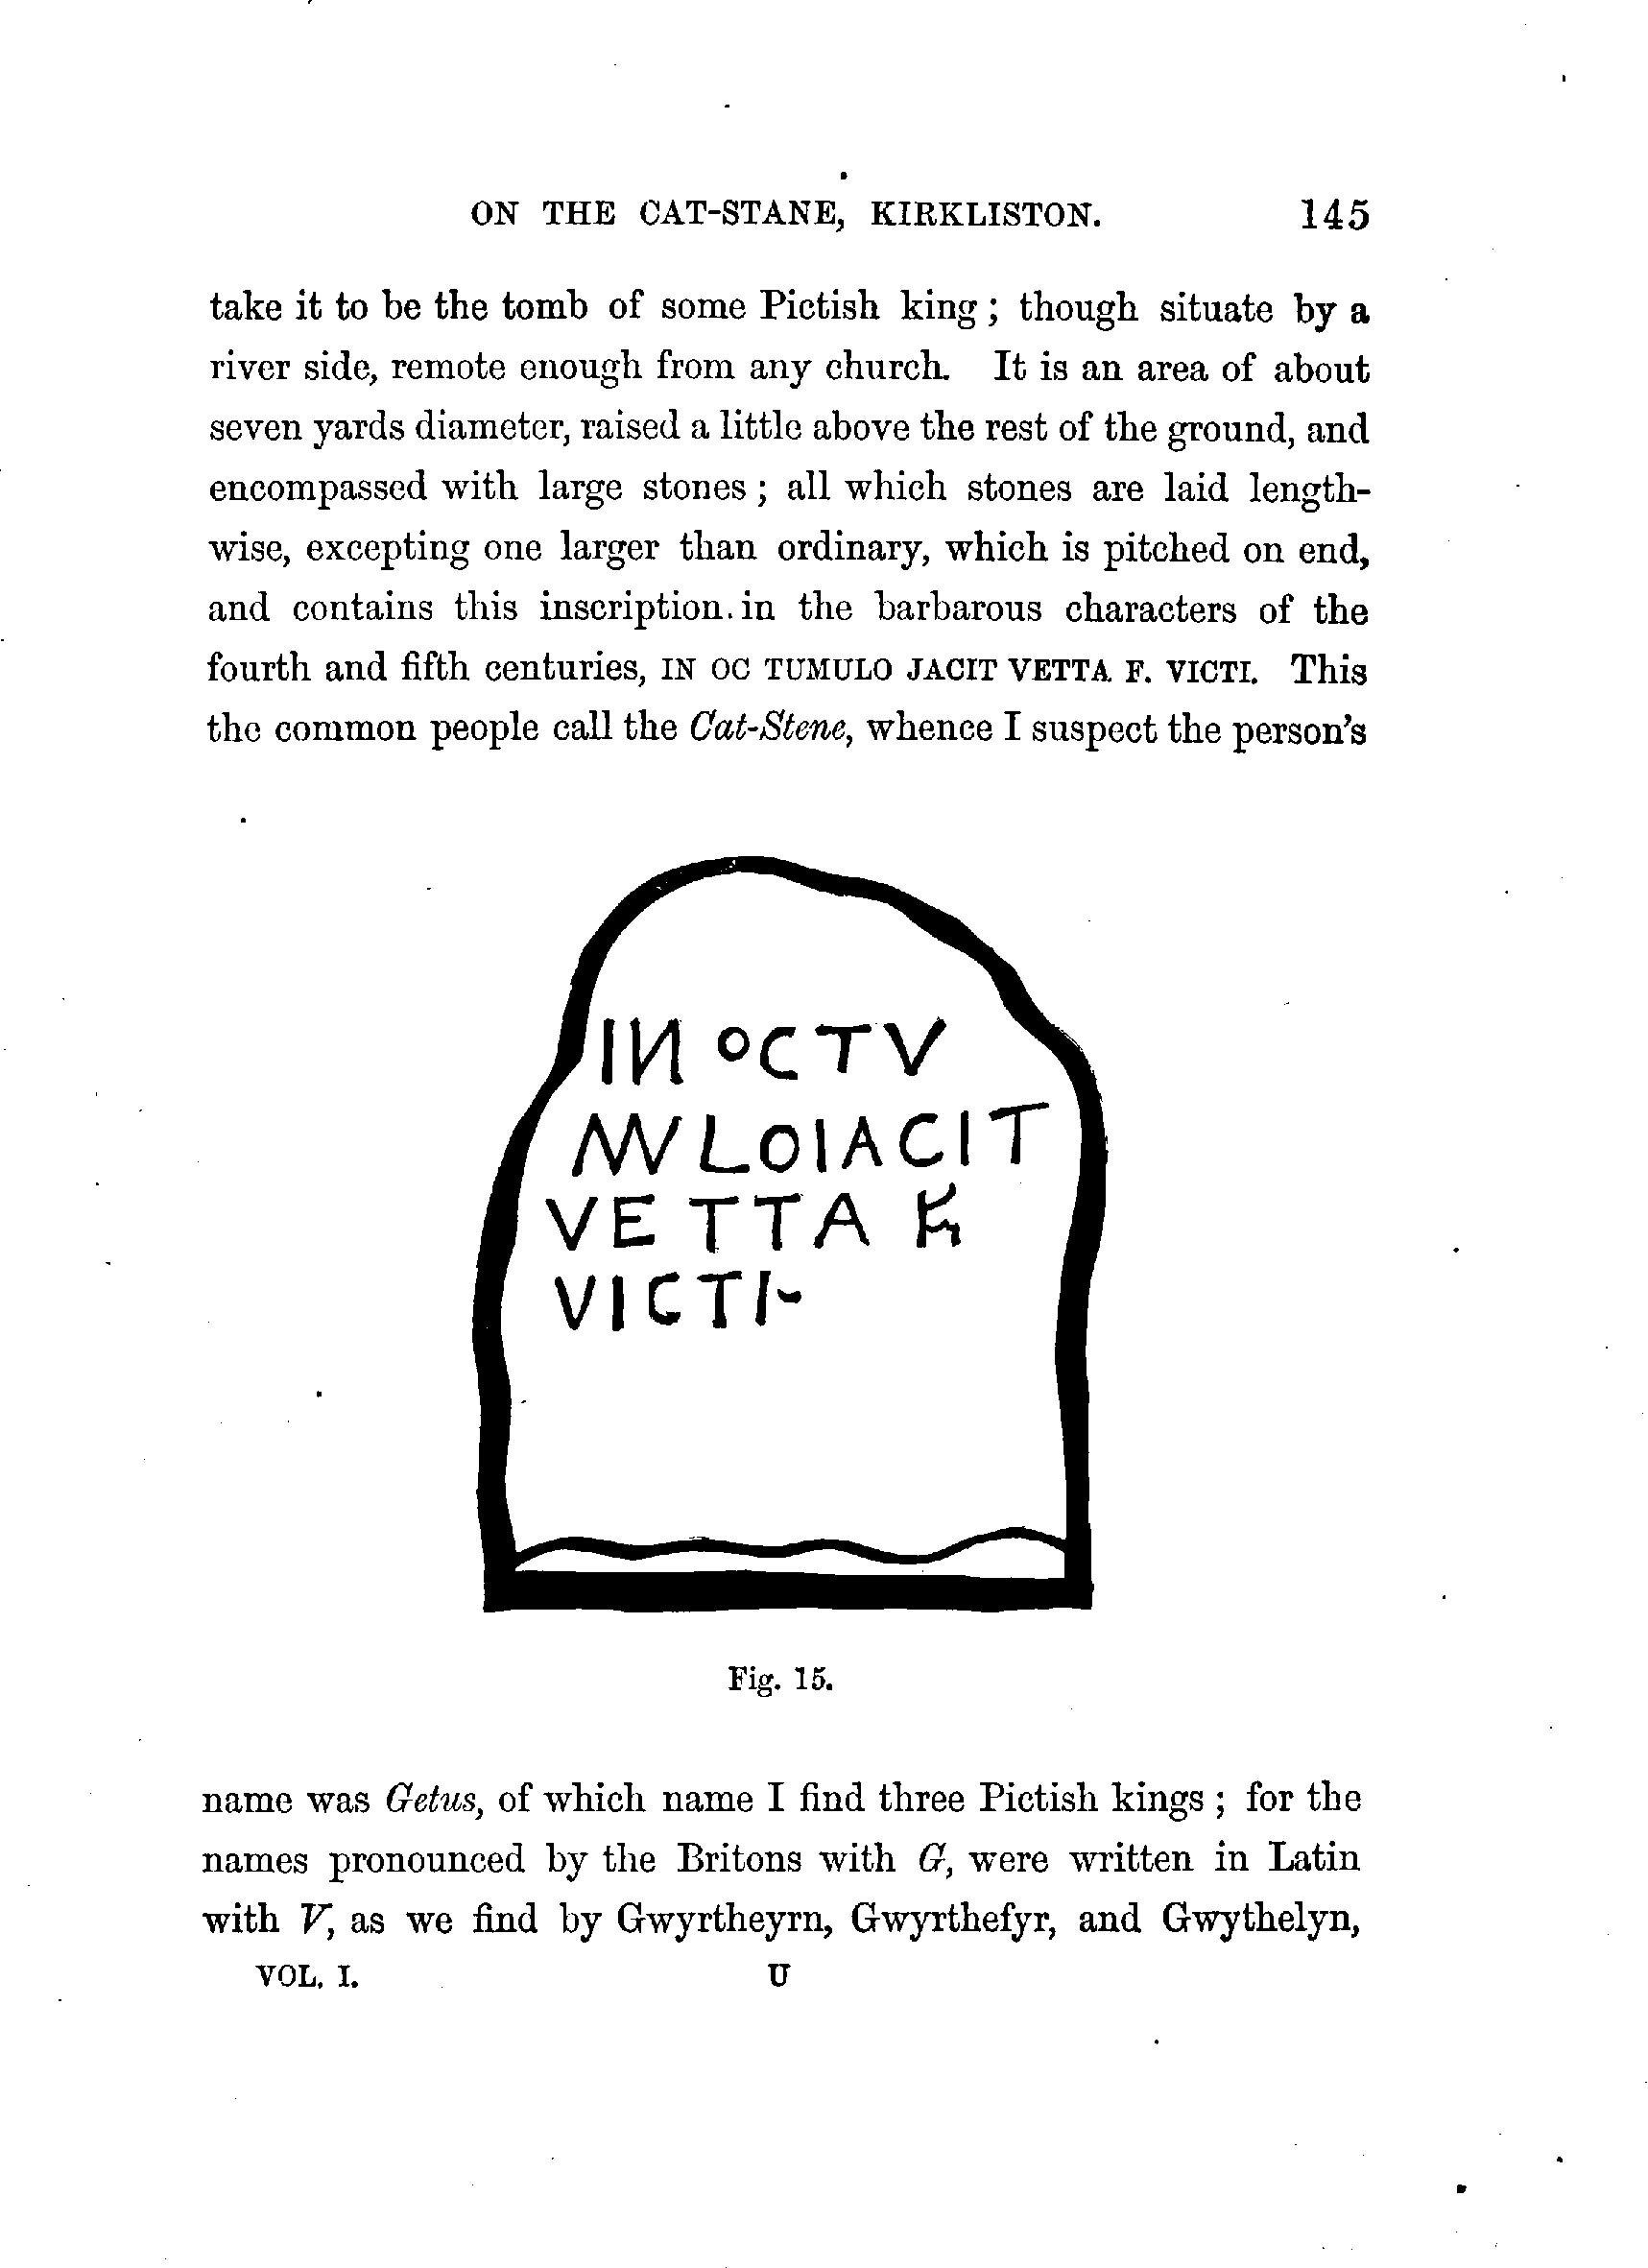 ON THE CAT-STANE, KIRKLISTON. 145
take it to be the tomb of some Pictish king ; though situate by a
river side, remote enough from any church. It is an area of about
seven yards diameter, raised a little above the rest of the ground, and
encompassed with large stones ; all which stones are laid length-
wise, excepting one larger than ordinary, which is pitched on end,
and contains this inscription in the barbarous characters of the
fourth and fifth centuries, IN OC TUMULO JACIT VETTA F. VICTI. This
the common people call the Cat-Stene, whence I suspect the person's
IN OCTV
MVLOIACIT
VETTA F
VICTI
Fig. 15.
name was Getus, of which name I find three Pictish kings ; for the
names pronounced by the Britons with G, were written in Latin
with V, as we find by Gwyrtheyrn, Gwyrthefyr, and Gwythelyn,
VOL. I. U